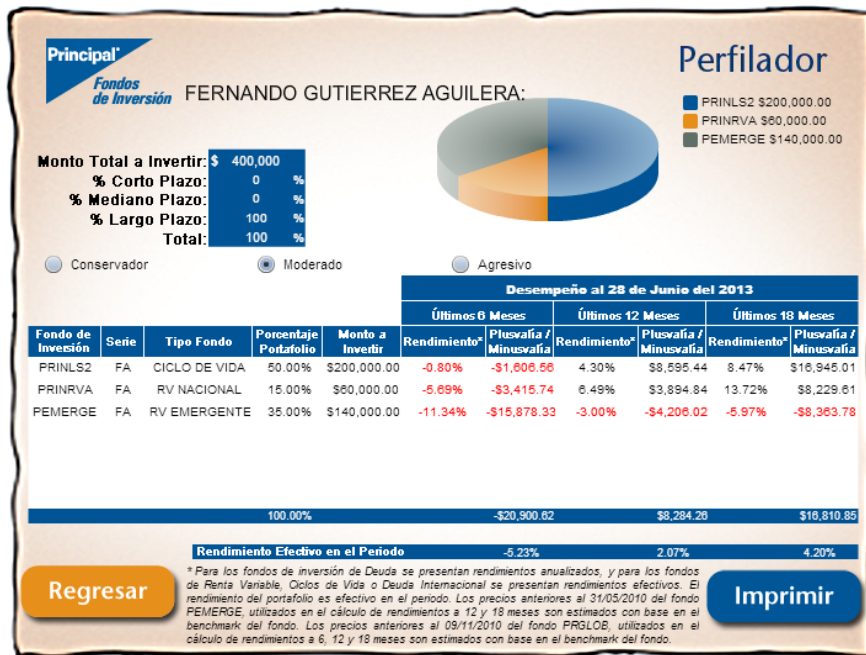 Principal
Fondos
de Inversión
FERNANDO GUTIERREZ AGUILERA:
Perfilador
PRINLS2 $200,000.00
PRINRVA $60,000.00
PEMERGE $140,000.00
Monto Total a Invertir: $ 400,000
% Corto Plazo: 0 %
% Mediano Plazo: 0 %
% Largo Plazo: 100 %
Total: 100 %
Conservador Moderado Agresivo
Desempeño al 28 de Junio del 2013
Últimos 6 Meses Últimos 12 Meses Últimos 18 Meses
Fondo de Inversión Serie Tipo Fondo Porcentaje Portafolio Monto a Invertir Rendimiento* Plusvalía / Minusvalía Rendimiento* Plusvalía / Minusvalía Rendimiento* Plusvalía / Minusvalía
PRINLS2 FA CICLO DE VIDA 50.00% $200,000.00 -0.80% -$1,606.56 4.30% $8,595.44 8.47% $16,945.01
PRINRVA FA RV NACIONAL 15.00% $60,000.00 -5.69% -$3,415.74 6.49% $3,894.84 13.72% $8,229.61
PEMERGE FA RV EMERGENTE 35.00% $140,000.00 -11.34% -$15,878.33 -3.00% -$4,206.02 -5.97% -$8,363.78
100.00% -$20,900.62 $8,284.26 $16,810.85
Rendimiento Efectivo en el Periodo -5.23% 2.07% 4.20%
* Para los fondos de inversión de Deuda se presentan rendimientos anualizados, y para los fondos
de Renta Variable, Ciclos de Vida o Deuda Internacional se presentan rendimientos efectivos. El
rendimiento del portafolio es efectivo en el periodo. Los precios anteriores al 31/05/2010 del fondo
PEMERGE, utilizados en el cálculo de rendimientos a 12 y 18 meses son estimados con base en el
benchmark del fondo. Los precios anteriores al 09/11/2010 del fondo PRGLOB, utilizados en el
cálculo de rendimientos a 6, 12 y 18 meses son estimados con base en el benchmark del fondo.
Regresar
Imprimir